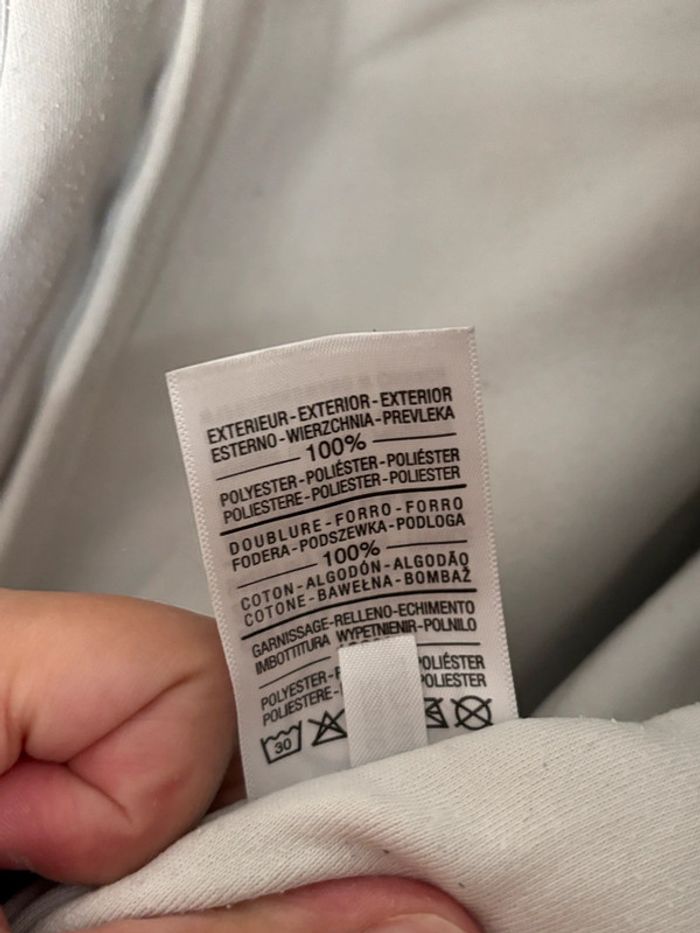 EXTERIEUR-EXTERIOR-EXTERIOR
ESTERNO-WIERZCHNIA-PREVLEKA
100%
POLYESTER-POLIÉSTER-POLIÉSTER
POLIESTERE-POLIESTER-POLIESTER
DOUBLURE-FORRO-FORRO
FODERA-PODSZEWKA-PODLOGA
100%
COTON-ALGODÓN-ALGODÃO
COTONE-BAWEŁNA-BOMBAŽ
GARNISSAGE-RELLENO-ECHIMENTO
IMBOTTITURA WYPETNIENIR-POLNILO
POLYESTER- POLIÉSTER
POLIESTERE- POLIESTER
30